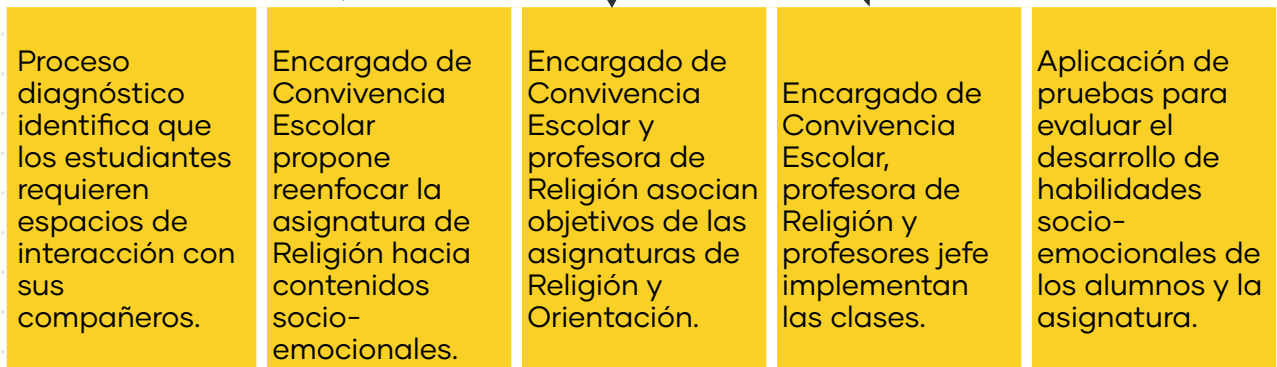 Proceso
diagnóstico
identifica que
los estudiantes
requieren
espacios de
interacción con
sus
compañeros.
Encargado de
Convivencia
Escolar
propone
reenfocar la
asignatura de
Religión hacia
contenidos
socio-
emocionales.
Encargado de
Convivencia
Escolar y
profesora de
Religión asocian
objetivos de las
asignaturas de
Religión y
Orientación.
Encargado de
Convivencia
Escolar,
profesora de
Religión y
profesores jefe
implementan
las clases.
Aplicación de
pruebas para
evaluar el
desarrollo de
habilidades
socio-
emocionales de
los alumnos y la
asignatura.